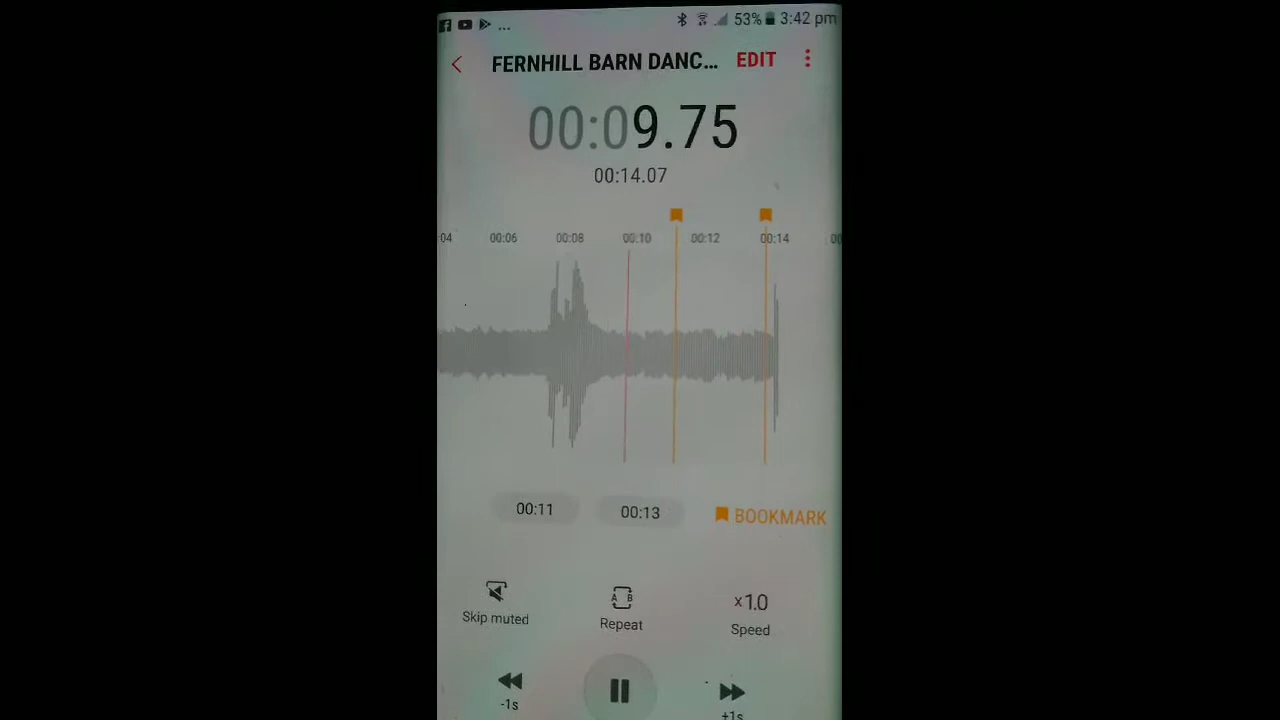 ... 53% 3:42 pm
FERNHILL BARN DANC... EDIT
00:09.75
00:14.07
:04 00:06 00:08 00:10 00:12 00:14 00
00:11 00:13 BOOKMARK
A B x1.0
Skip muted Repeat Speed
-1s +1s